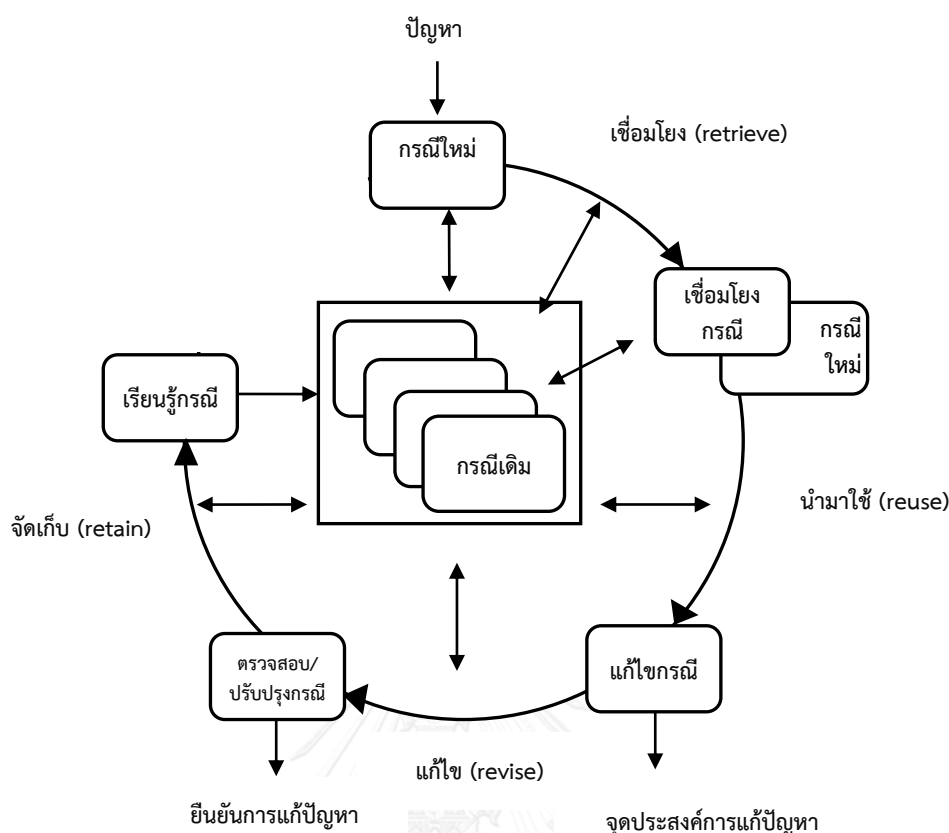 ปัญหา
กรณีใหม่
เชื่อมโยง (retrieve)
เชื่อมโยง
กรณี
กรณี
ใหม่
เรียนรู้กรณี
กรณีเดิม
นำมาใช้ (reuse)
จัดเก็บ (retain)
ตรวจสอบ/
ปรับปรุงกรณี
แก้ไขกรณี
แก้ไข (revise)
ยืนยันการแก้ปัญหา
จุดประสงค์การแก้ปัญหา